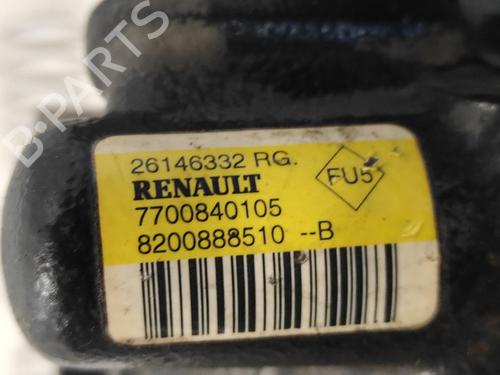 B-PARTS
26146332 RG.
RENAULT
FU5
7700840105
8200888510 --B